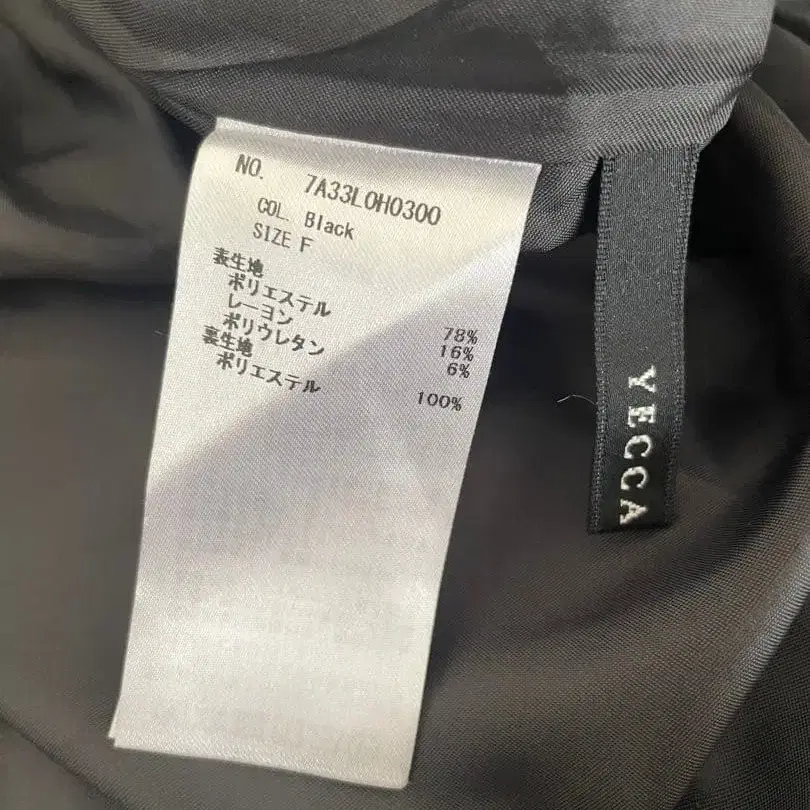 NO. 7A33L0H0300
COL. Black
SIZE F
表生地
ポリエステル 78%
レーヨン 16%
ポリウレタン 6%
裏生地
ポリエステル 100%
YECCA